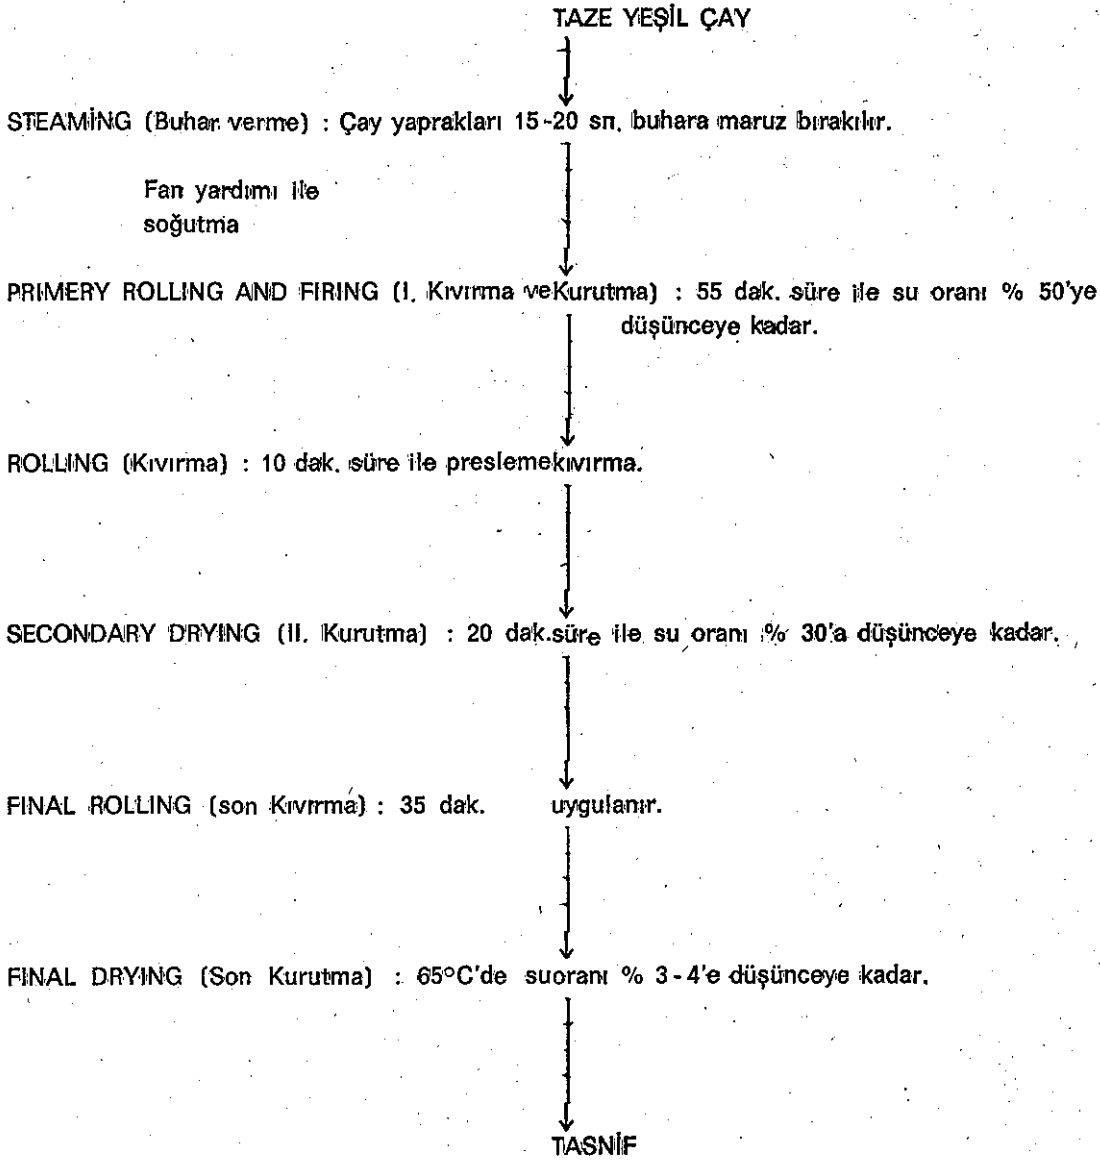 TAZE YEŞİL ÇAY
STEAMİNG (Buhar verme) : Çay yaprakları 15-20 sn. buhara maruz bırakılır.
Fan yardımı ile
soğutma
PRIMERY ROLLING AND FIRING (I. Kıvırma veKurutma) : 55 dak. süre ile su oranı % 50'ye
düşünceye kadar.
ROLLING (Kıvırma) : 10 dak. süre ile preslemekıvırma.
SECONDARY DRYING (II. Kurutma) : 20 dak.süre ile su oranı % 30'a düşünceye kadar.
FINAL ROLLING (son Kıvırma) : 35 dak. uygulanır.
FINAL DRYING (Son Kurutma) : 65°C'de suoranı % 3-4'e düşünceye kadar.
TASNİF